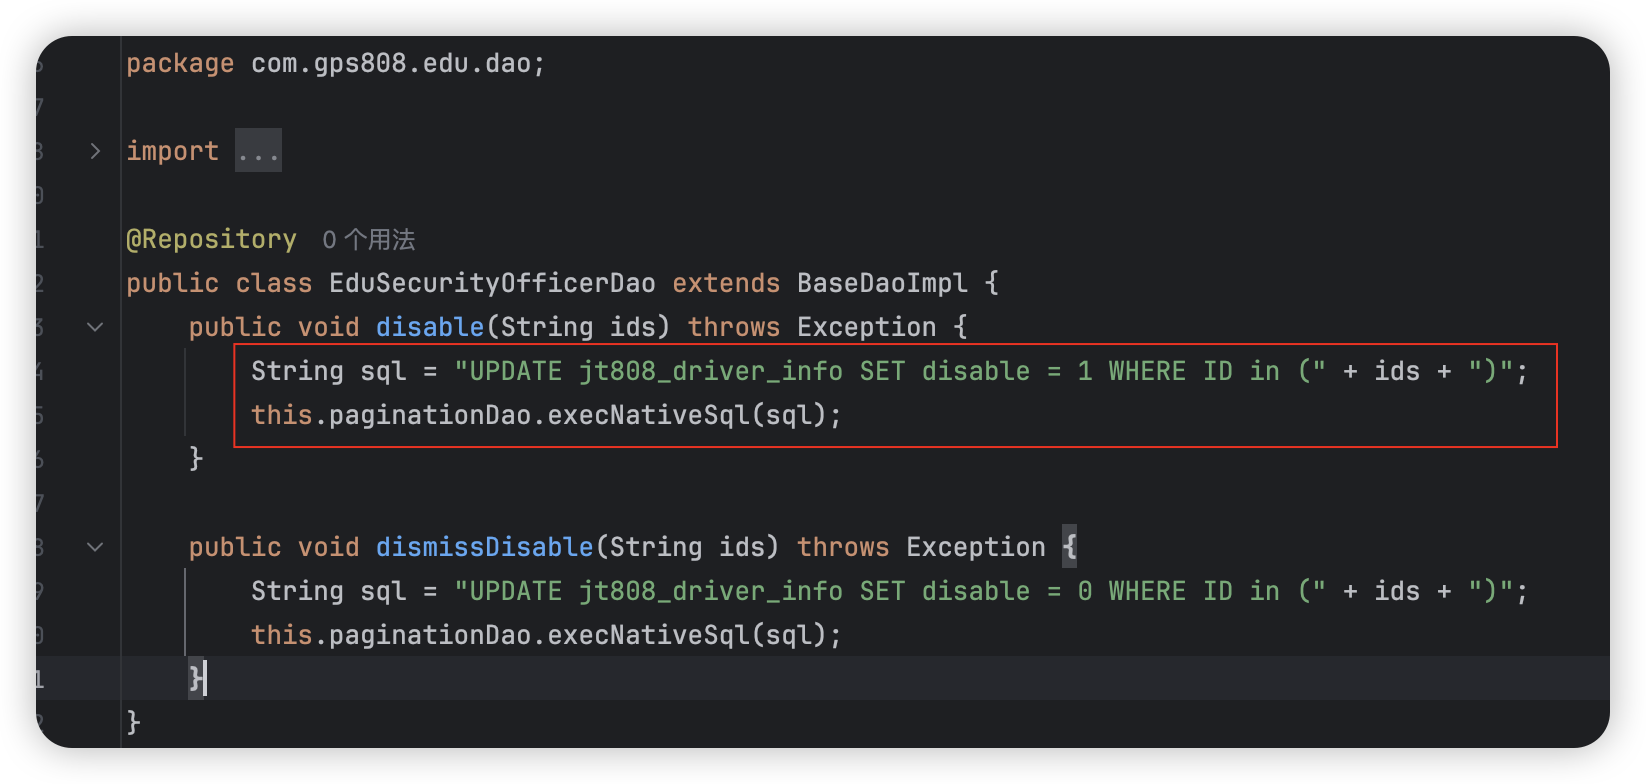 package com.gps808.edu.dao;
import ...
@Repository 0 个用法
public class EduSecurityOfficerDao extends BaseDaoImpl {
public void disable(String ids) throws Exception {
String sql = "UPDATE jt808_driver_info SET disable = 1 WHERE ID in (" + ids + ")";
this.paginationDao.execNativeSql(sql);
}
public void dismissDisable(String ids) throws Exception {
String sql = "UPDATE jt808_driver_info SET disable = 0 WHERE ID in (" + ids + ")";
this.paginationDao.execNativeSql(sql);
}
}